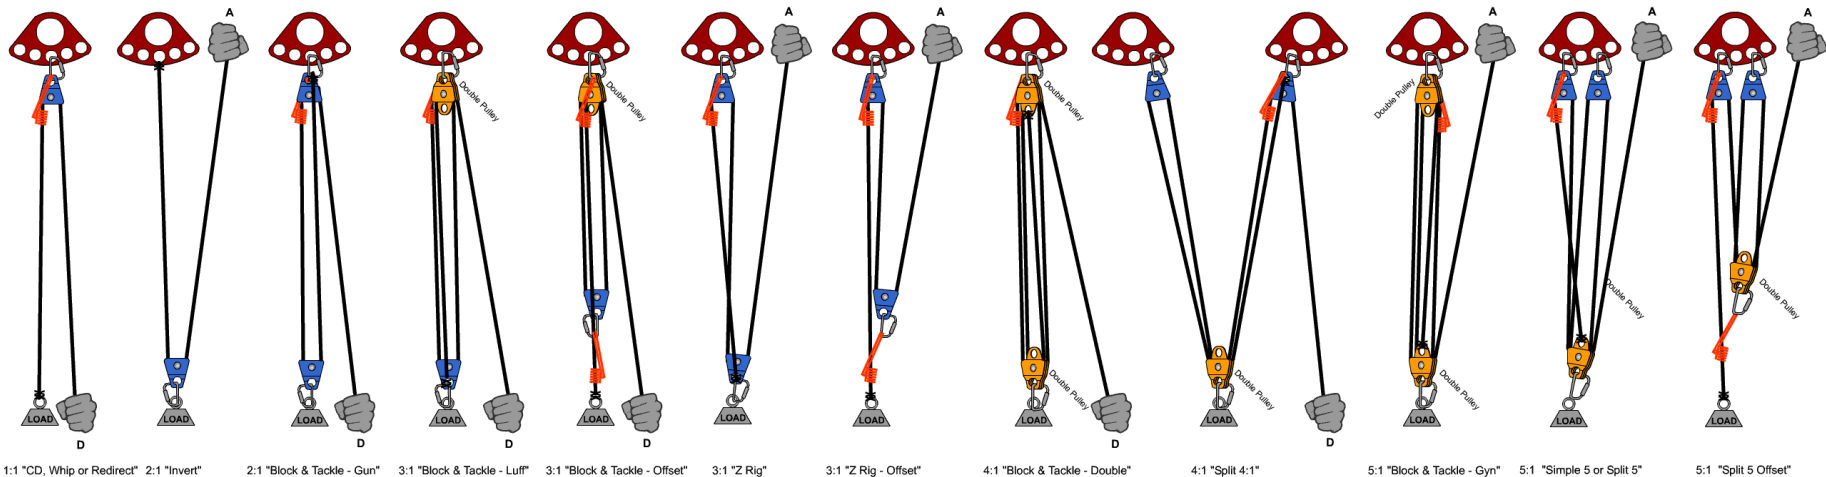 A
A
A
A
A
A
Double Pulley
Double Pulley
Double Pulley
Double Pulley
Double Pulley
Double Pulley
Double Pulley
Double Pulley
Double Pulley
LOAD
LOAD
LOAD
LOAD
LOAD
LOAD
LOAD
LOAD
LOAD
LOAD
LOAD
LOAD
D
D
D
D
D
D
1:1 "CD, Whip or Redirect"
2:1 "Invert"
2:1 "Block & Tackle - Gun"
3:1 "Block & Tackle - Luff"
3:1 "Block & Tackle - Offset"
3:1 "Z Rig"
3:1 "Z Rig - Offset"
4:1 "Block & Tackle - Double"
4:1 "Split 4:1"
5:1 "Block & Tackle - Gyn"
5:1 "Simple 5 or Split 5"
5:1 "Split 5 Offset"